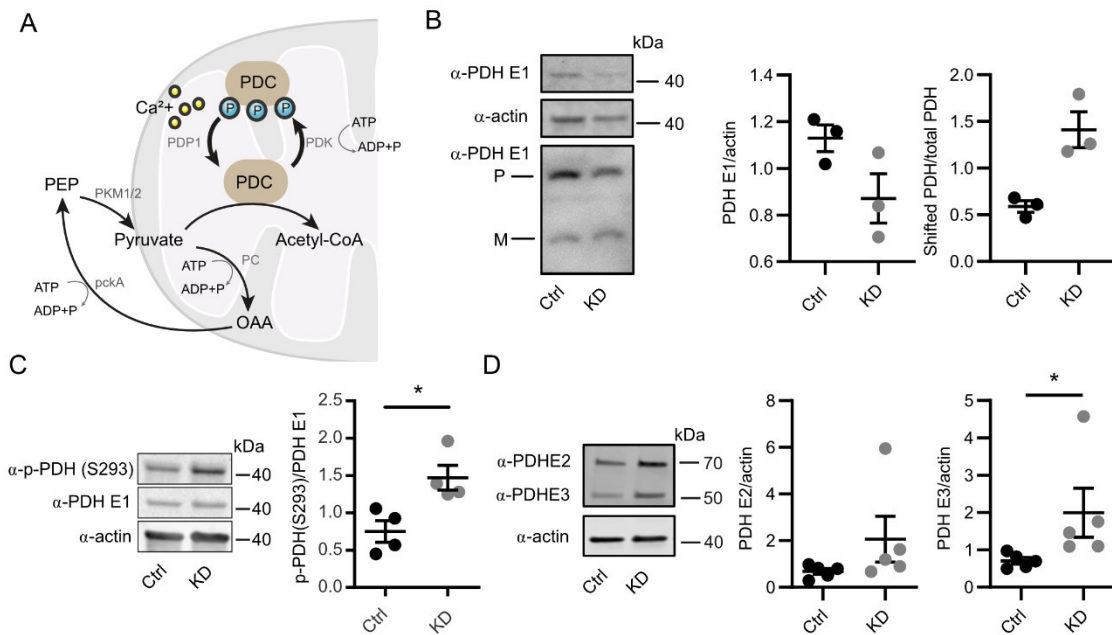 A
PDC
Ca²+
P P P
ATP
PDP1
PDK
ADP+P
PDC
PEP
PKM1/2
Pyruvate
Acetyl-CoA
ATP
PC
ADP+P
ATP
pckA
ADP+P
OAA
B
kDa
α-PDH E1
40
α-actin
40
α-PDH E1
P
M
Ctrl KD
PDH E1/actin
1.4
1.2
1.0
0.8
0.6
Ctrl KD
Shifted PDH/total PDH
2.0
1.5
1.0
0.5
0.0
Ctrl KD
C
kDa
α-p-PDH (S293)
40
α-PDH E1
40
α-actin
40
Ctrl KD
p-PDH(S293)/PDH E1
*
2.5
2.0
1.5
1.0
0.5
0.0
Ctrl KD
D
kDa
α-PDHE2
70
α-PDHE3
50
α-actin
40
Ctrl KD
PDH E2/actin
8
6
4
2
0
Ctrl KD
PDH E3/actin
*
5
4
3
2
1
0
Ctrl KD